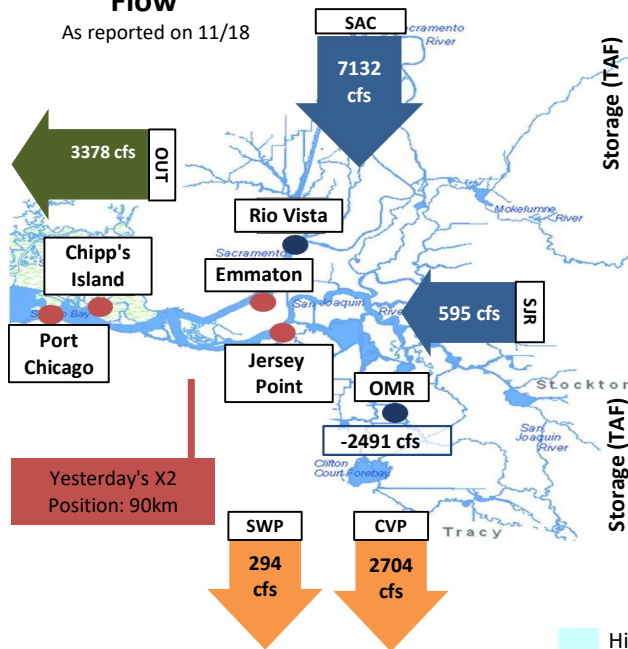 Flow
As reported on 11/18
SAC
Sacramento
River
7132
cfs
Storage (TAF)
3378 cfs
OUT
Rio Vista
Mokelumne
River
Chipp's
Island
Sacramento
Emmaton
San Joaquin
River
595 cfs
SJR
Port
Chicago
Jersey
Point
OMR
Stockton
-2491 cfs
San
Joaquin
River
Clifton
Court Forebay
Storage (TAF)
Yesterday's X2
Position: 90km
SWP
CVP
Tracy
294
cfs
2704
cfs
Hi